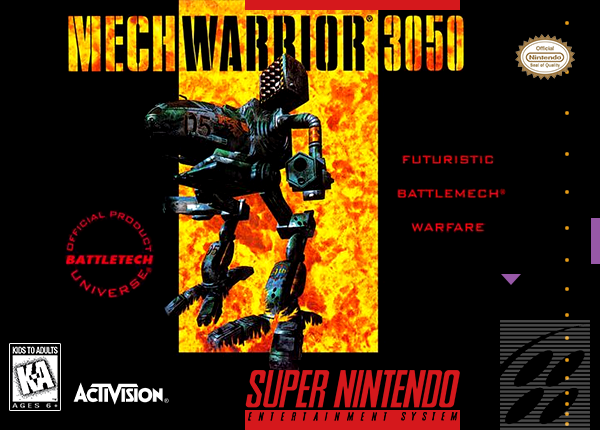 MECHWARRIOR® 3050
Official
Nintendo
Seal of Quality
05
FUTURISTIC
BATTLEMECH®
WARFARE
OFFICIAL PRODUCT
BATTLETECH
UNIVERSE®
KIDS TO ADULTS
K-A
AGES 6+
ACTIVISION®
SUPER NINTENDO
ENTERTAINMENT SYSTEM